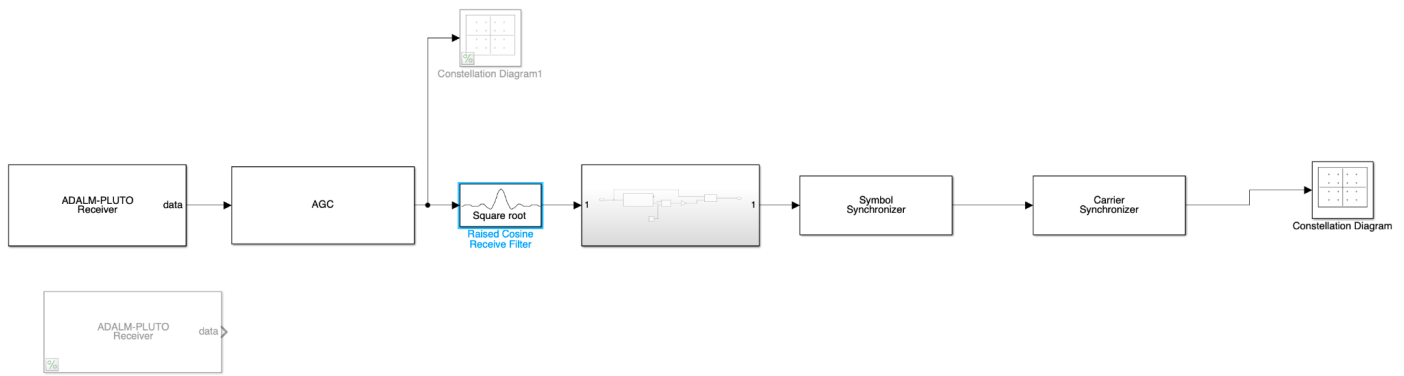 Constellation Diagram1
ADALM-PLUTO
Receiver
data
AGC
Square root
Raised Cosine
Receive Filter
1
1
Symbol
Synchronizer
Carrier
Synchronizer
Constellation Diagram
ADALM-PLUTO
Receiver
data
%
%